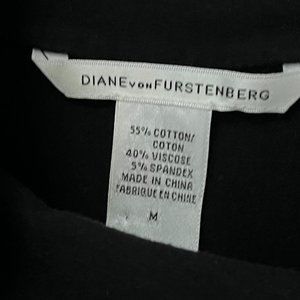 DIANE VON FURSTENBERG
55% COTTON/
COTON
40% VISCOSE
5% SPANDEX
MADE IN CHINA
FABRIQUE EN CHINE
M